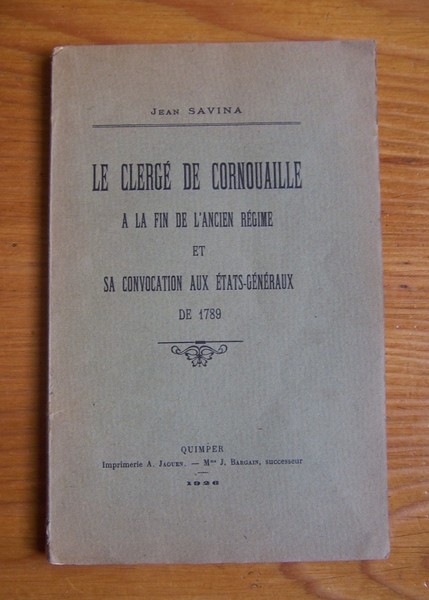 Jean SAVINA
LE CLERGÉ DE CORNOUAILLE
A LA FIN DE L'ANCIEN RÉGIME
ET
SA CONVOCATION AUX ÉTATS-GÉNÉRAUX
DE 1789
QUIMPER
Imprimerie A. Jaouen. — Mme J. Bargain, successeur
1926